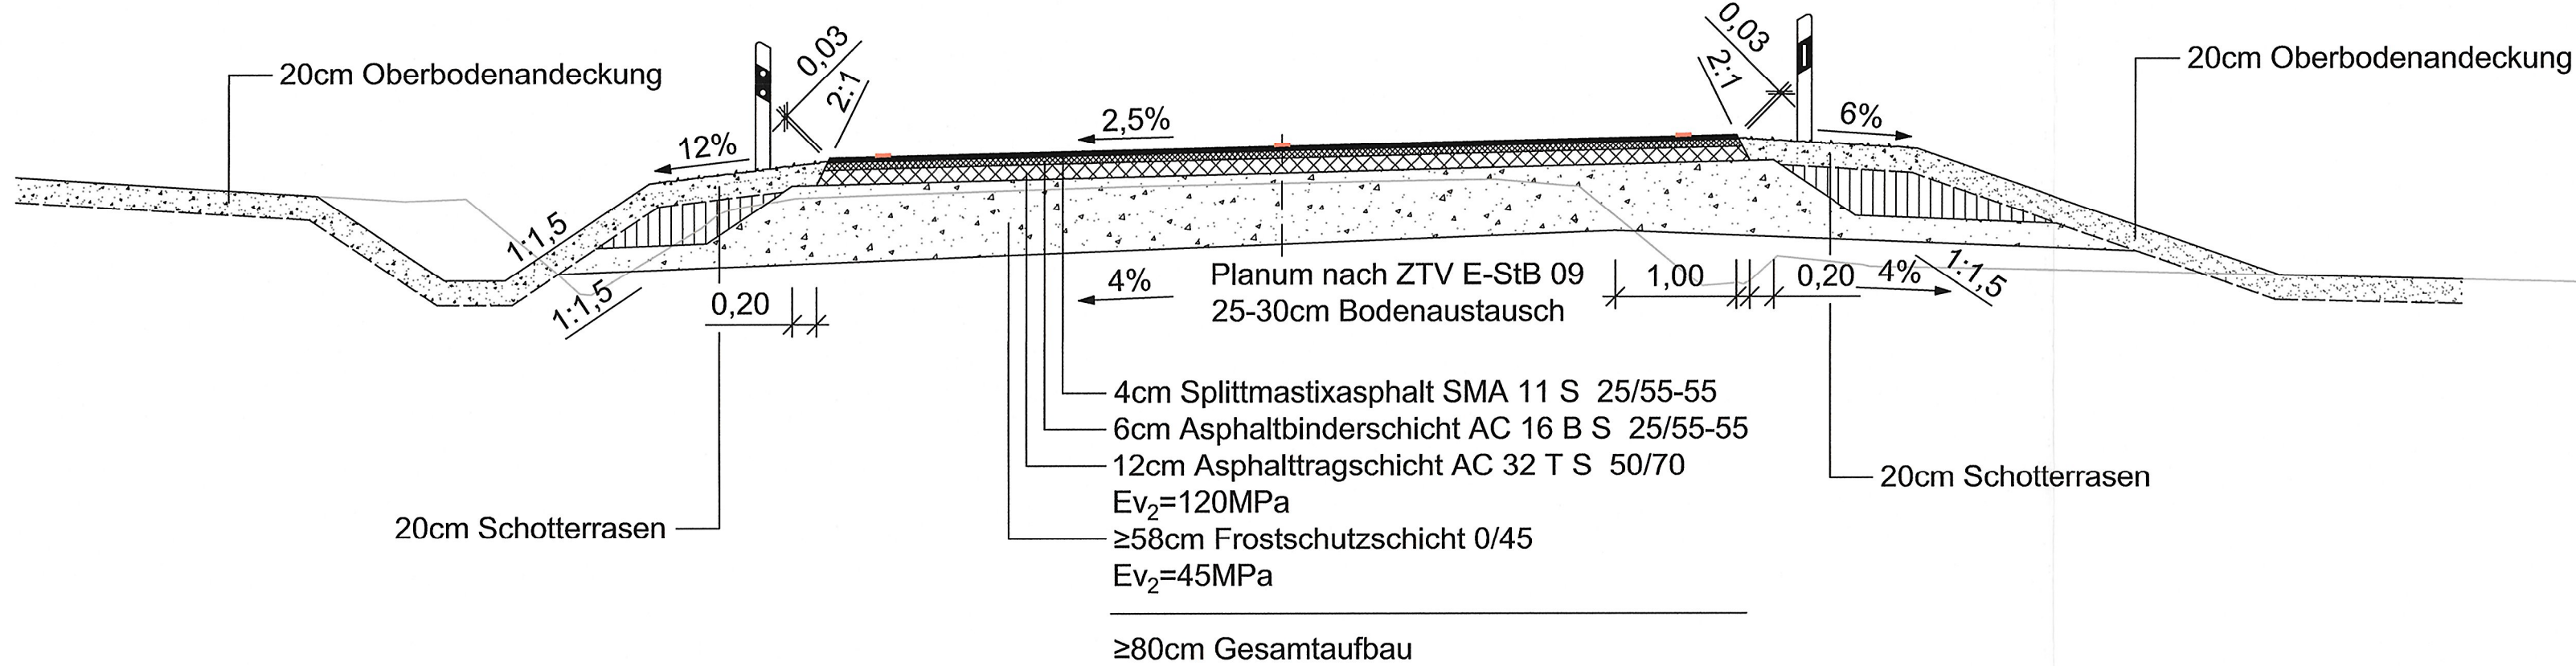 20cm Oberbodenandeckung
0,03
2:1
12%
2,5%
0,03
2:1
6%
20cm Oberbodenandeckung
1:1,5
1:1,5
0,20
4%
Planum nach ZTV E-StB 09
25-30cm Bodenaustausch
1,00
0,20
4%
1:1,5
4cm Splittmastixasphalt SMA 11 S 25/55-55
6cm Asphaltbinderschicht AC 16 B S 25/55-55
12cm Asphalttragschicht AC 32 T S 50/70
Ev₂=120MPa
≥58cm Frostschutzschicht 0/45
Ev₂=45MPa
≥80cm Gesamtaufbau
20cm Schotterrasen
20cm Schotterrasen